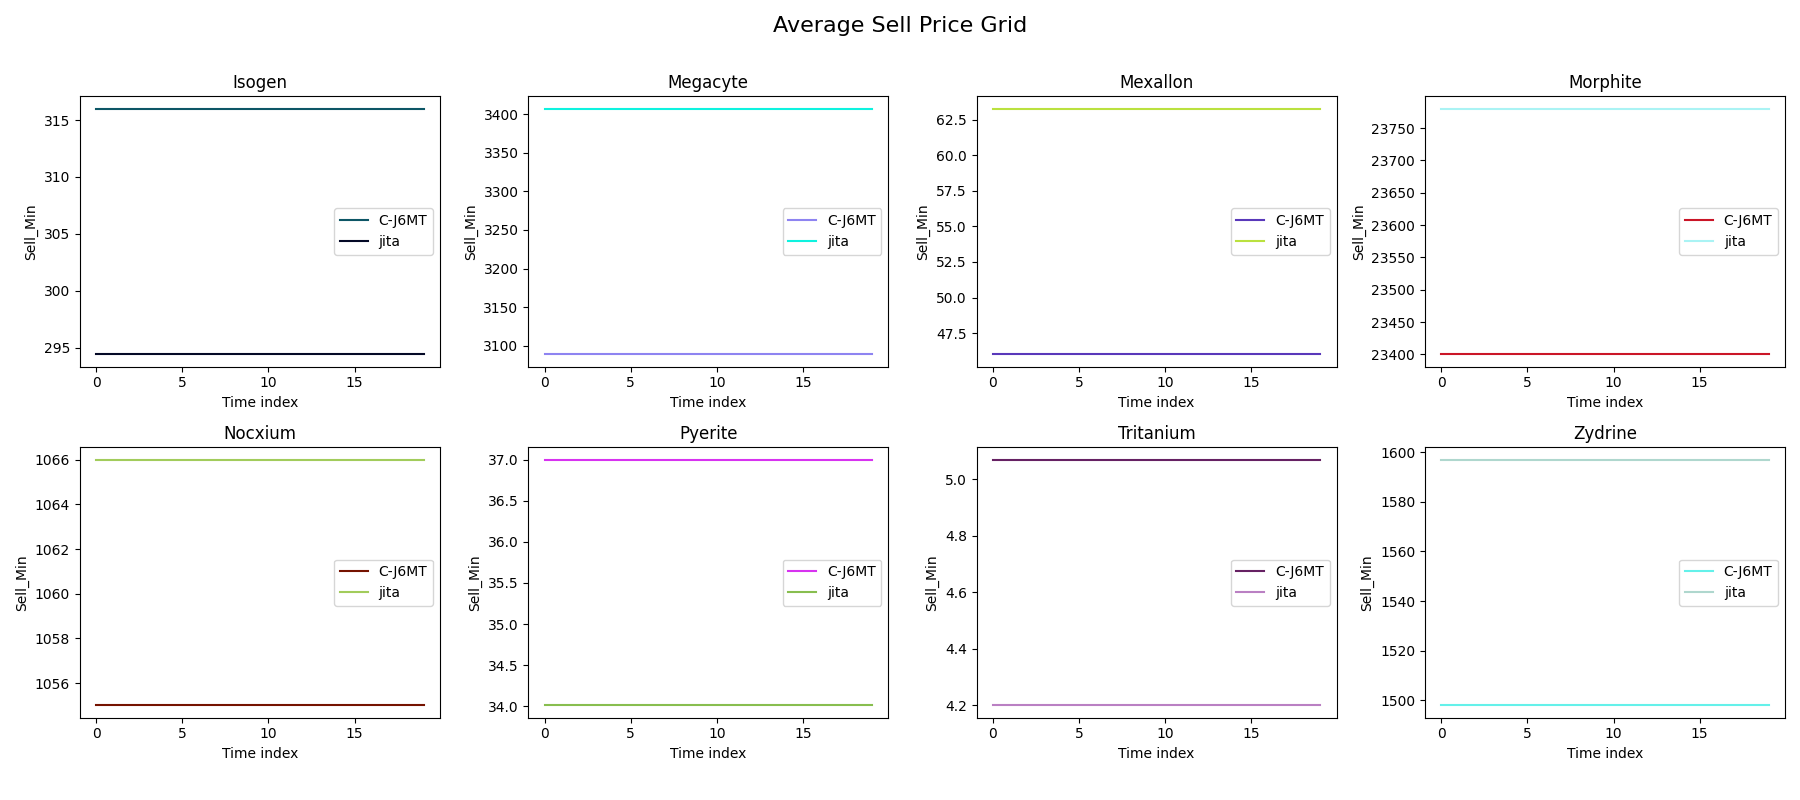 Average Sell Price Grid
Isogen
315
310
305
300
295
Sell_Min
C-J6MT
jita
0 5 10 15
Time index
Megacyte
3400
3350
3300
3250
3200
3150
3100
Sell_Min
C-J6MT
jita
0 5 10 15
Time index
Mexallon
62.5
60.0
57.5
55.0
52.5
50.0
47.5
Sell_Min
C-J6MT
jita
0 5 10 15
Time index
Morphite
23750
23700
23650
23600
23550
23500
23450
23400
Sell_Min
C-J6MT
jita
0 5 10 15
Time index
Nocxium
1066
1064
1062
1060
1058
1056
Sell_Min
C-J6MT
jita
0 5 10 15
Time index
Pyerite
37.0
36.5
36.0
35.5
35.0
34.5
34.0
Sell_Min
C-J6MT
jita
0 5 10 15
Time index
Tritanium
5.0
4.8
4.6
4.4
4.2
Sell_Min
C-J6MT
jita
0 5 10 15
Time index
Zydrine
1600
1580
1560
1540
1520
1500
Sell_Min
C-J6MT
jita
0 5 10 15
Time index